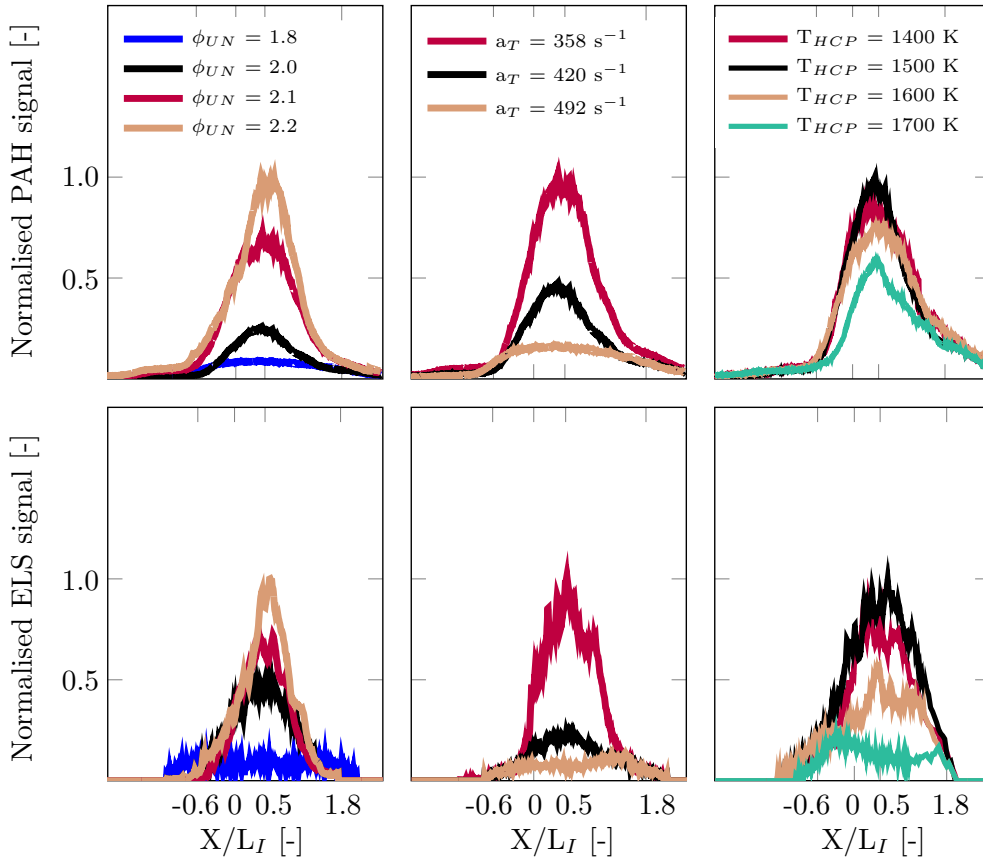 Normalised PAH signal [-]
1.0
0.5
ϕ_UN = 1.8
ϕ_UN = 2.0
ϕ_UN = 2.1
ϕ_UN = 2.2
a_T = 358 s⁻¹
a_T = 420 s⁻¹
a_T = 492 s⁻¹
T_HCP = 1400 K
T_HCP = 1500 K
T_HCP = 1600 K
T_HCP = 1700 K
Normalised ELS signal [-]
1.0
0.5
-0.6 0 0.5 1.8
X/L_I [-]
-0.6 0 0.5 1.8
X/L_I [-]
-0.6 0 0.5 1.8
X/L_I [-]